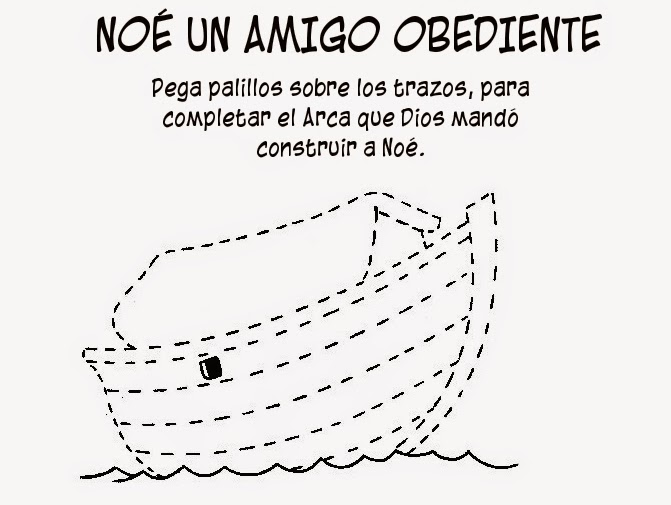 NOÉ UN AMIGO OBEDIENTE
Pega palillos sobre los trazos, para
completar el Arca que Dios mandó
construir a Noé.